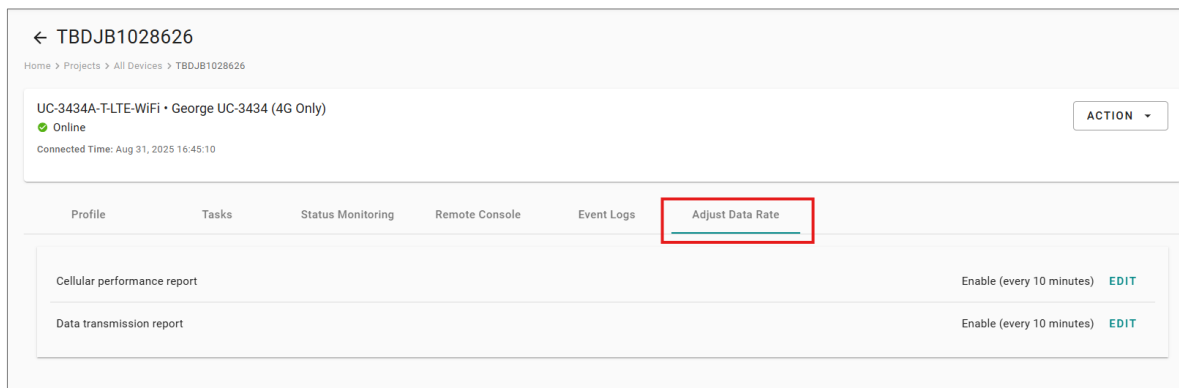 ← TBDJB1028626
Home > Projects > All Devices > TBDJB1028626
UC-3434A-T-LTE-WiFi • George UC-3434 (4G Only)
Online
ACTION
Connected Time: Aug 31, 2025 16:45:10
Profile Tasks Status Monitoring Remote Console Event Logs Adjust Data Rate
Cellular performance report Enable (every 10 minutes) EDIT
Data transmission report Enable (every 10 minutes) EDIT